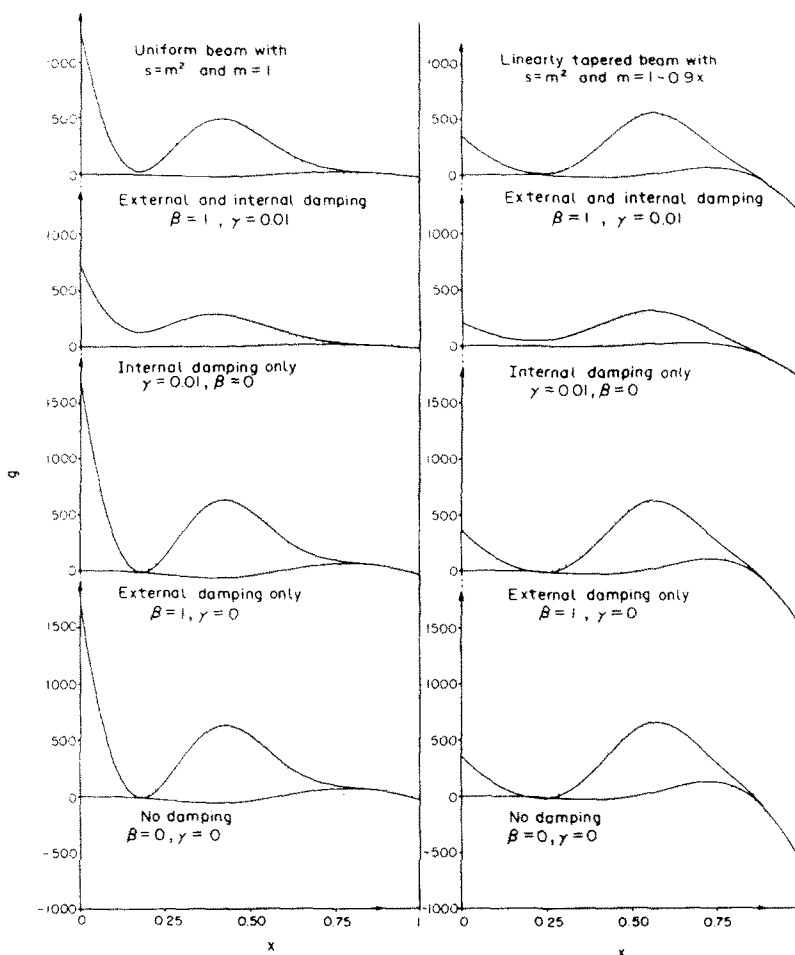 Uniform beam with
s=m² and m=1
1000
500
0
External and internal damping
β = 1 , γ = 0.01
1000
500
0
Internal damping only
γ = 0.01, β = 0
1500
1000
500
0
External damping only
β = 1, γ = 0
1500
1000
500
0
No damping
β = 0, γ = 0
-500
-1000
0
0.25
0.50
0.75
1
x
g
Linearly tapered beam with
s=m² and m=1-0.9x
1000
500
0
External and internal damping
β = 1 , γ = 0.01
1000
500
0
Internal damping only
γ = 0.01, β = 0
1500
1000
500
0
External damping only
β = 1 , γ = 0
1500
1000
500
0
No damping
β = 0, γ = 0
-500
-1000
0
0.25
0.50
0.75
x